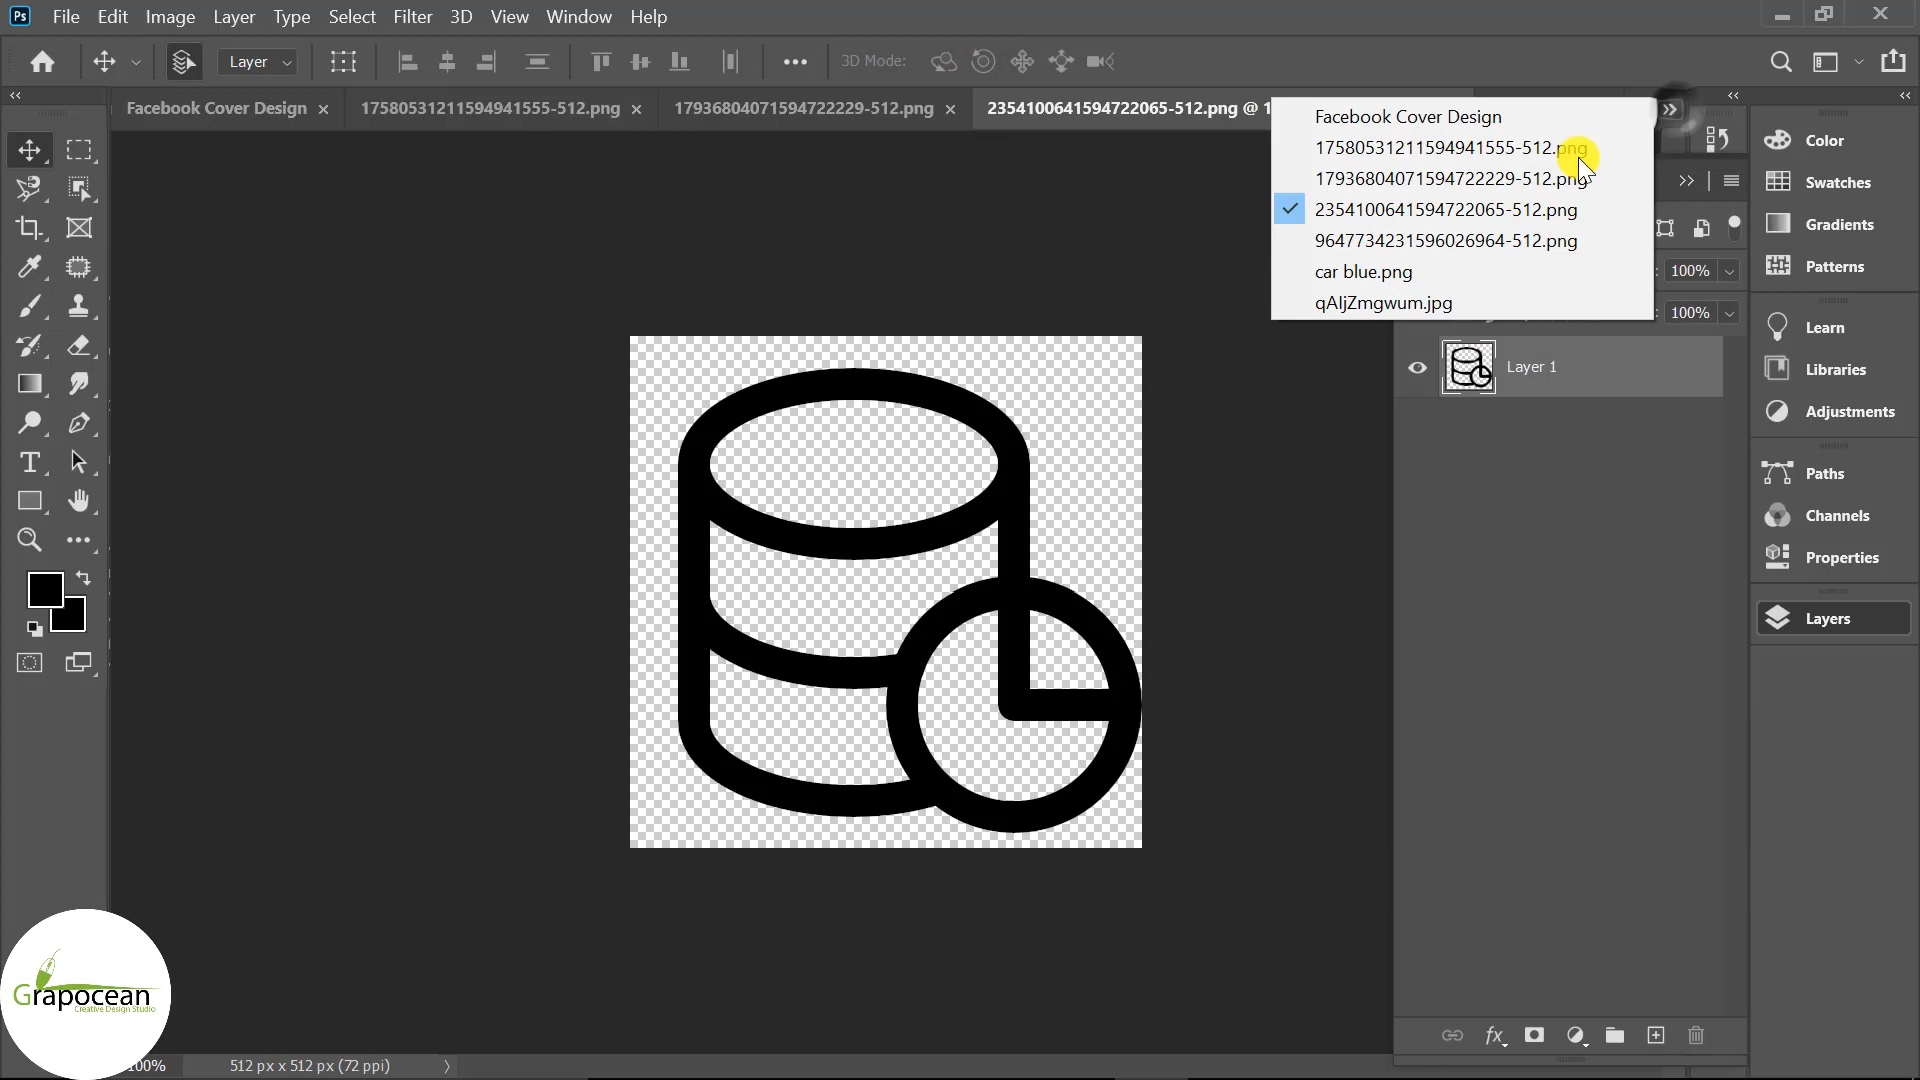 Ps File Edit Image Layer Type Select Filter 3D View Window Help
Layer 3D Mode:
Facebook Cover Design 17580531211594941555-512.png 17936804071594722229-512.png 2354100641594722065-512.png @ 1
Facebook Cover Design
17580531211594941555-512.png
17936804071594722229-512.png
2354100641594722065-512.png
9647734231596026964-512.png
car blue.png
qAljZmgwum.jpg
: 100%
: 100%
Layer 1
Color
Swatches
Gradients
Patterns
Learn
Libraries
Adjustments
Paths
Channels
Properties
Layers
T
fx
Grapocean
Creative Design Studio
100% 512 px x 512 px (72 ppi)